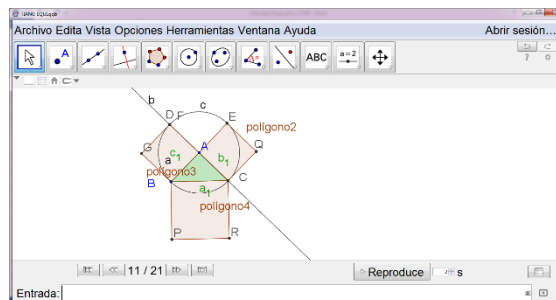 Archivo Edita Vista Opciones Herramientas Ventana Ayuda Abrir sesión...
A ABC a=2
b c
D F E
polígono2
A
G a c₁ b₁ Q
polígono3
B a₁ C
polígono4
P R
11 / 21 Reproduce s
Entrada: